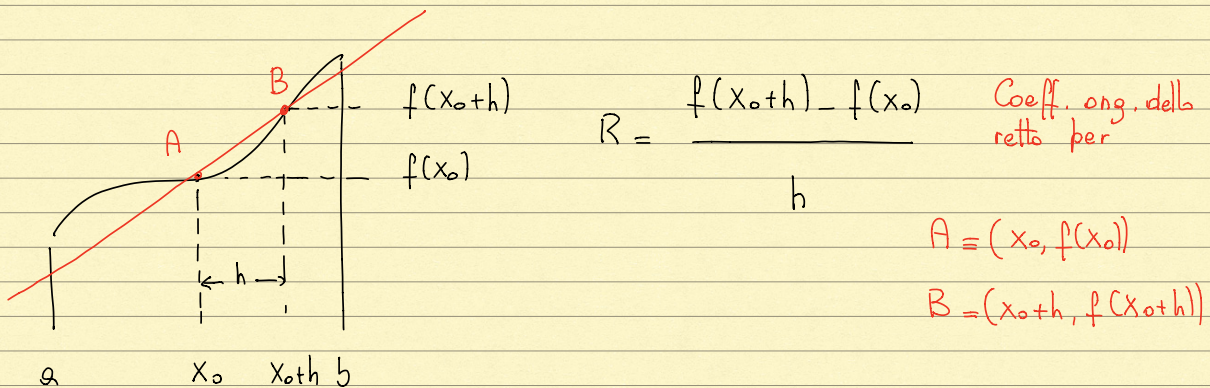 B
f(x₀+h)
A
f(x₀)
h
a x₀ x₀+h b
R = f(x₀+h) - f(x₀)
h
Coeff. ang. della
retta per
A ≡ (x₀, f(x₀))
B = (x₀+h, f(x₀+h))